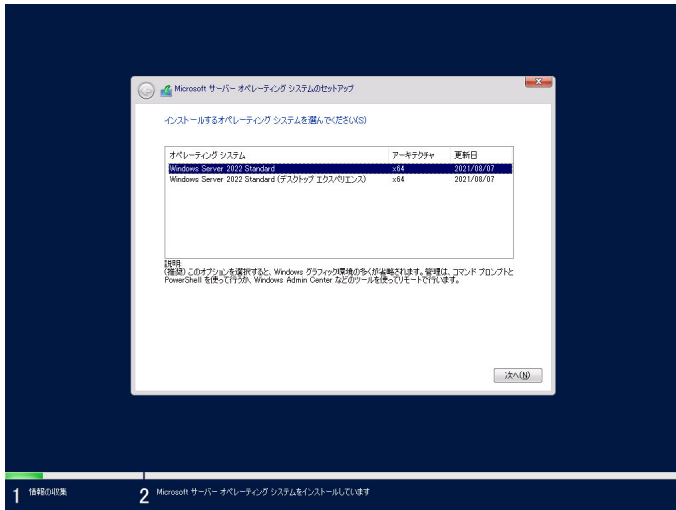 Microsoft サーバー オペレーティング システムのセットアップ
インストールするオペレーティング システムを選んでください(S)
オペレーティング システム アーキテクチャ 更新日
Windows Server 2022 Standard x64 2021/08/07
Windows Server 2022 Standard (デスクトップ エクスペリエンス) x64 2021/08/07
説明:
(推奨) このオプションを選択すると、Windows グラフィック環境の多くが省略されます。管理は、コマンド プロンプトと
PowerShell を使って行うか、Windows Admin Center などのツールを使ってリモートで行います。
次へ(N)
1 情報の収集 2 Microsoft サーバー オペレーティング システムをインストールしています